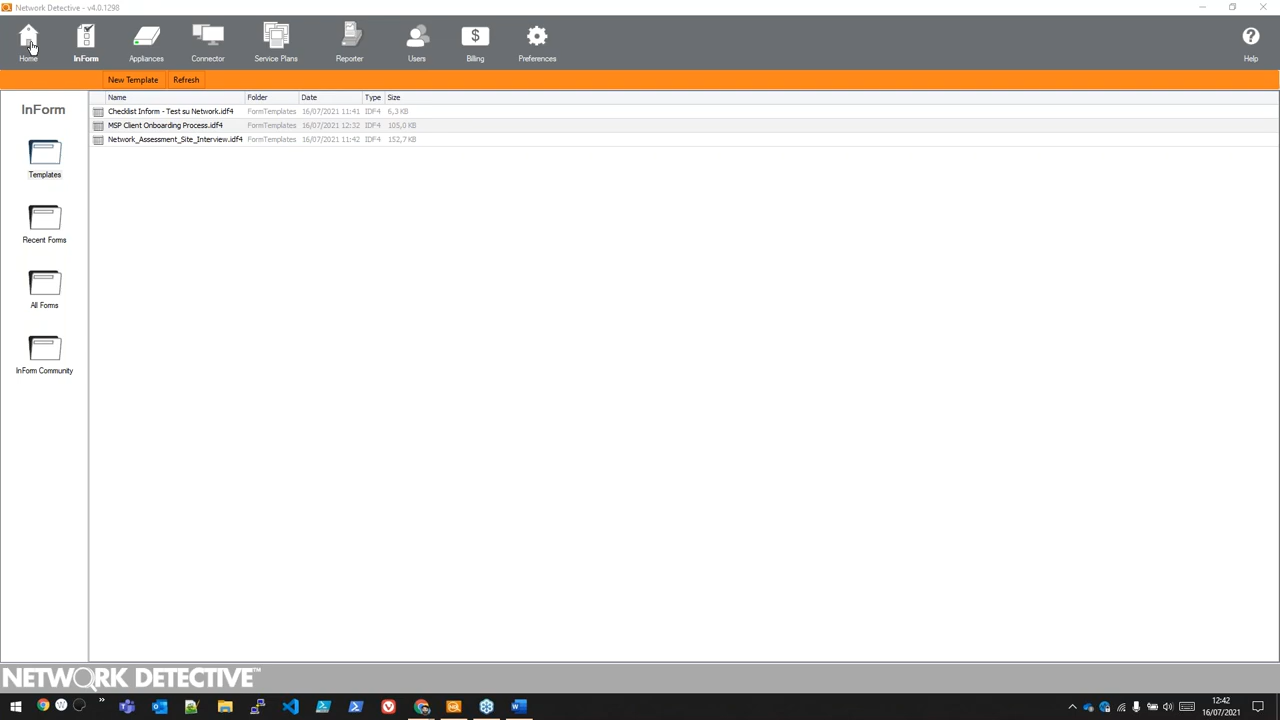 Network Detective - v4.0.1298
Home InForm Appliances Connector Service Plans Reporter Users Billing Preferences Help
New Template Refresh
InForm
Templates
Recent Forms
All Forms
InForm Community
Name Folder Date Type Size
Checklist Inform - Test su Network.idf4 FormTemplates 16/07/2021 11:41 IDF4 6,3 KB
MSP Client Onboarding Process.idf4 FormTemplates 16/07/2021 12:32 IDF4 105,0 KB
Network_Assessment_Site_Interview.idf4 FormTemplates 16/07/2021 11:42 IDF4 152,7 KB
NETWORK DETECTIVE™
12:42
16/07/2021